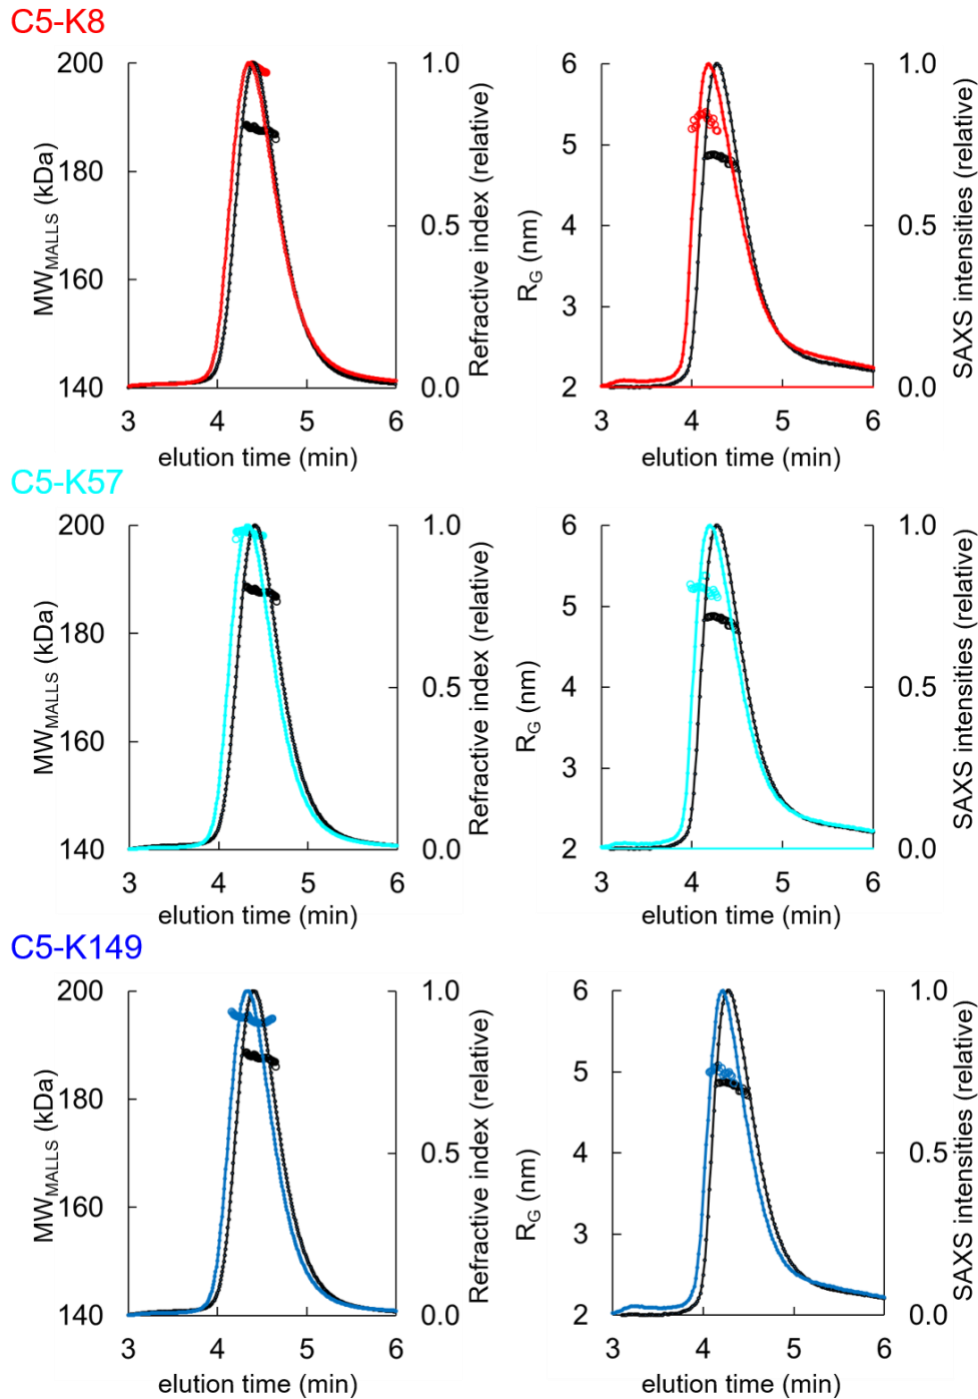 C5-K8
200
180
160
140
MW_MALLS (kDa)
1.0
0.5
0.0
Refractive index (relative)
3 4 5 6
elution time (min)
6
5
4
3
2
R_G (nm)
1.0
0.5
0.0
SAXS intensities (relative)
3 4 5 6
elution time (min)
C5-K57
200
180
160
140
MW_MALLS (kDa)
1.0
0.5
0.0
Refractive index (relative)
3 4 5 6
elution time (min)
6
5
4
3
2
R_G (nm)
1.0
0.5
0.0
SAXS intensities (relative)
3 4 5 6
elution time (min)
C5-K149
200
180
160
140
MW_MALLS (kDa)
1.0
0.5
0.0
Refractive index (relative)
3 4 5 6
elution time (min)
6
5
4
3
2
R_G (nm)
1.0
0.5
0.0
SAXS intensities (relative)
3 4 5 6
elution time (min)